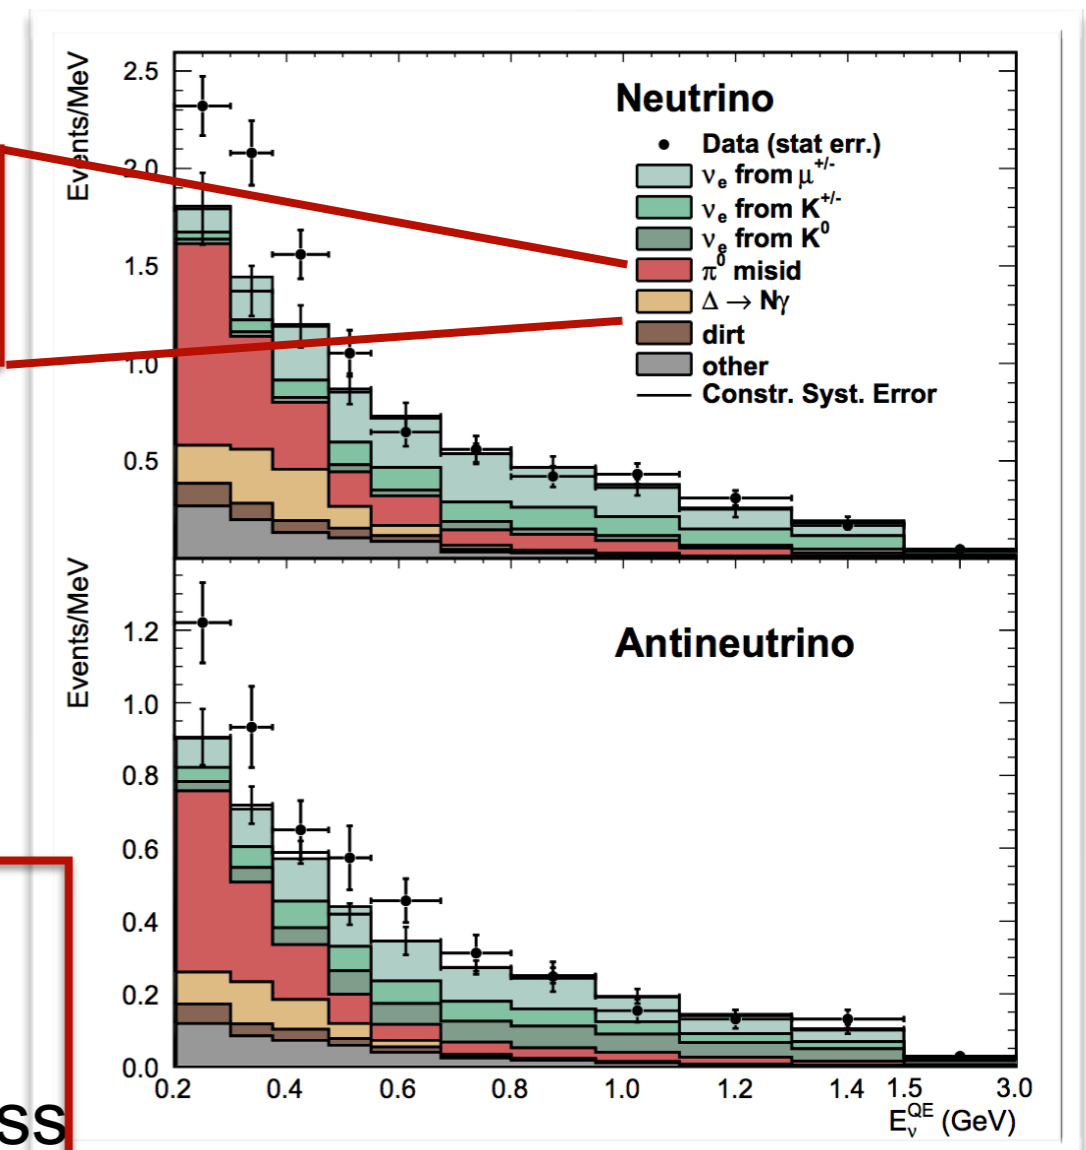 Events/MeV
2.5
2.0
1.5
1.0
0.5
Neutrino
Data (stat err.)
νe from μ+/-
νe from K+/-
νe from K0
π0 misid
Δ → Nγ
dirt
other
Constr. Syst. Error
Events/MeV
1.2
1.0
0.8
0.6
0.4
0.2
0.0
Antineutrino
0.2 0.4 0.6 0.8 1.0 1.2 1.4 1.5 3.0
EνQE (GeV)
ss